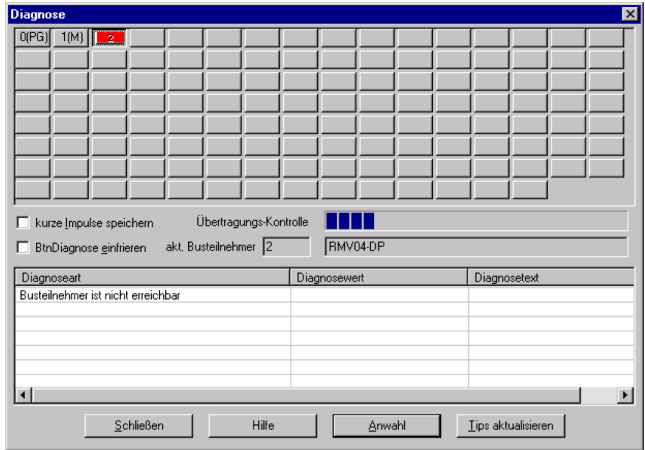 Diagnose
0(PG) 1(M) 2
kurze Impulse speichern Übertragungs-Kontrolle
BtnDiagnose einfrieren akt. Busteilnehmer 2 RMV04-DP
Diagnoseart Diagnosewert Diagnosetext
Busteilnehmer ist nicht erreichbar
Schließen Hilfe Anwahl Tips aktualisieren